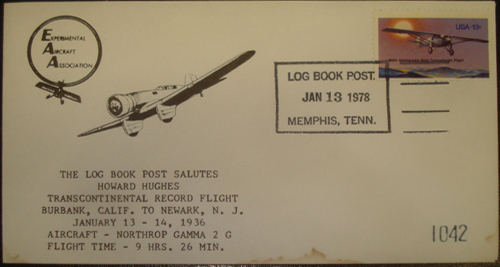 EXPERIMENTAL
AIRCRAFT
ASSOCIATION
USA 13c
LOG BOOK POST.
JAN 13 1978
MEMPHIS, TENN.
THE LOG BOOK POST SALUTES
HOWARD HUGHES
TRANSCONTINENTAL RECORD FLIGHT
BURBANK, CALIF. TO NEWARK, N. J.
JANUARY 13 - 14, 1936
AIRCRAFT - NORTHROP GAMMA 2 G
FLIGHT TIME - 9 HRS. 26 MIN.
1042